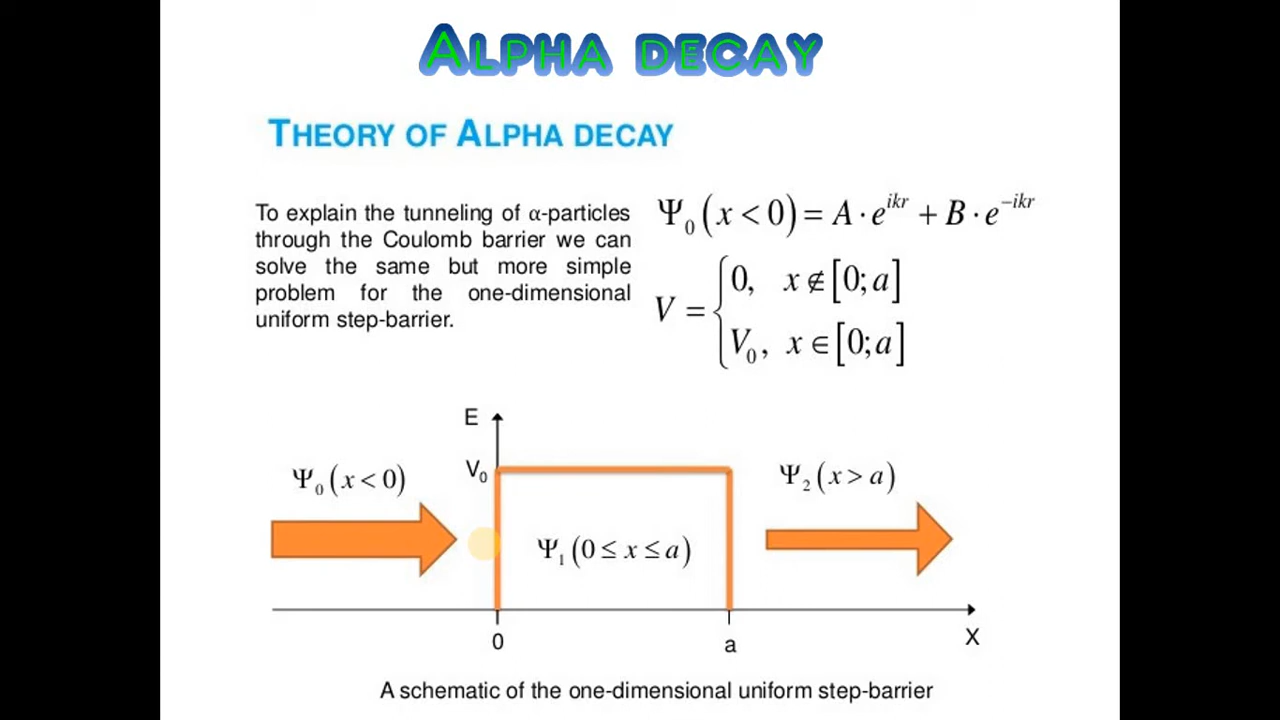 ALPHA DECAY
THEORY OF ALPHA DECAY
To explain the tunneling of α-particles
through the Coulomb barrier we can
solve the same but more simple
problem for the one-dimensional
uniform step-barrier.
Ψ₀(x < 0) = A · e^{ikr} + B · e^{−ikr}
V = { 0, x ∉ [0; a]
V₀, x ∈ [0; a]
E
V₀
Ψ₀(x < 0)
Ψ₁(0 ≤ x ≤ a)
Ψ₂(x > a)
0
a
X
A schematic of the one-dimensional uniform step-barrier